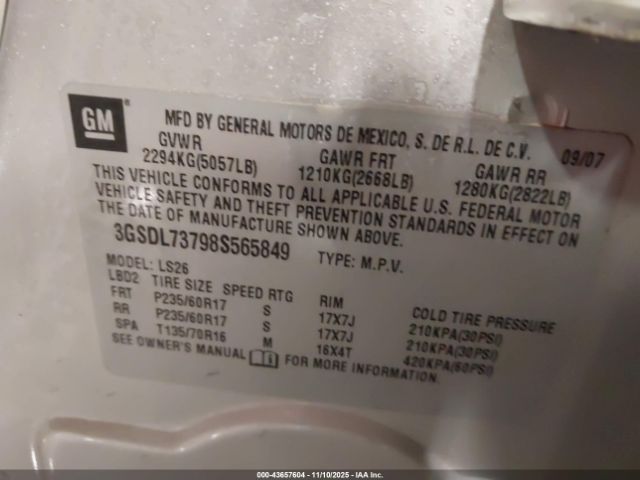 GM
MFD BY GENERAL MOTORS DE MEXICO, S. DE R.L. DE C.V. 09/07
GVWR GAWR FRT GAWR RR
2294KG(5057LB) 1210KG(2668LB) 1280KG(2822LB)
THIS VEHICLE CONFORMS TO ALL APPLICABLE U.S. FEDERAL MOTOR
VEHICLE SAFETY AND THEFT PREVENTION STANDARDS IN EFFECT ON
THE DATE OF MANUFACTURE SHOWN ABOVE.
3GSDL73798S565849 TYPE: M.P.V.
MODEL: LS26
LBD2 TIRE SIZE SPEED RTG RIM COLD TIRE PRESSURE
FRT P235/60R17 S 17X7J 210KPA(30PSI)
RR P235/60R17 S 17X7J 210KPA(30PSI)
SPA T135/70R16 M 16X4T 420KPA(60PSI)
SEE OWNER'S MANUAL i FOR MORE INFORMATION.
000-43657604 - 11/10/2025 - IAA Inc.